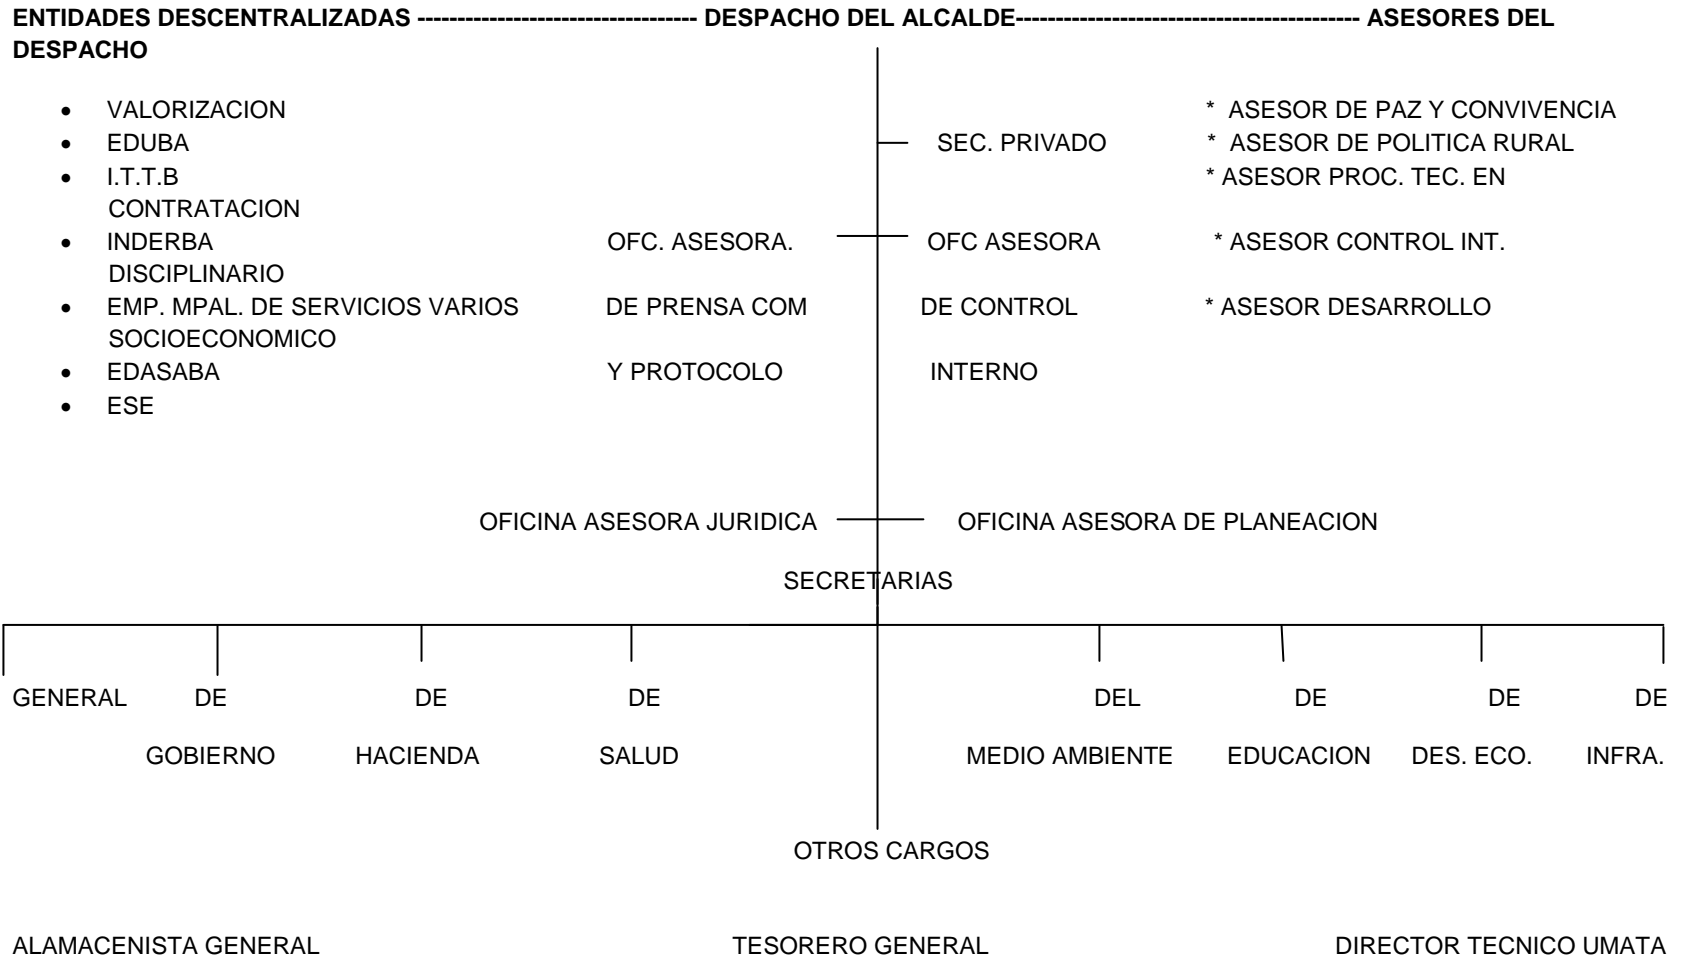 ENTIDADES DESCENTRALIZADAS ----------------------------------- DESPACHO DEL ALCALDE------------------------------------------- ASESORES DEL
DESPACHO
• VALORIZACION * ASESOR DE PAZ Y CONVIVENCIA
• EDUBA SEC. PRIVADO * ASESOR DE POLITICA RURAL
• I.T.T.B * ASESOR PROC. TEC. EN
CONTRATACION
• INDERBA OFC. ASESORA. OFC ASESORA * ASESOR CONTROL INT.
DISCIPLINARIO
• EMP. MPAL. DE SERVICIOS VARIOS DE PRENSA COM DE CONTROL * ASESOR DESARROLLO
SOCIOECONOMICO
• EDASABA Y PROTOCOLO INTERNO
• ESE
OFICINA ASESORA JURIDICA OFICINA ASESORA DE PLANEACION
SECRETARIAS
GENERAL DE DE DE DEL DE DE DE
GOBIERNO HACIENDA SALUD MEDIO AMBIENTE EDUCACION DES. ECO. INFRA.
OTROS CARGOS
ALAMACENISTA GENERAL TESORERO GENERAL DIRECTOR TECNICO UMATA